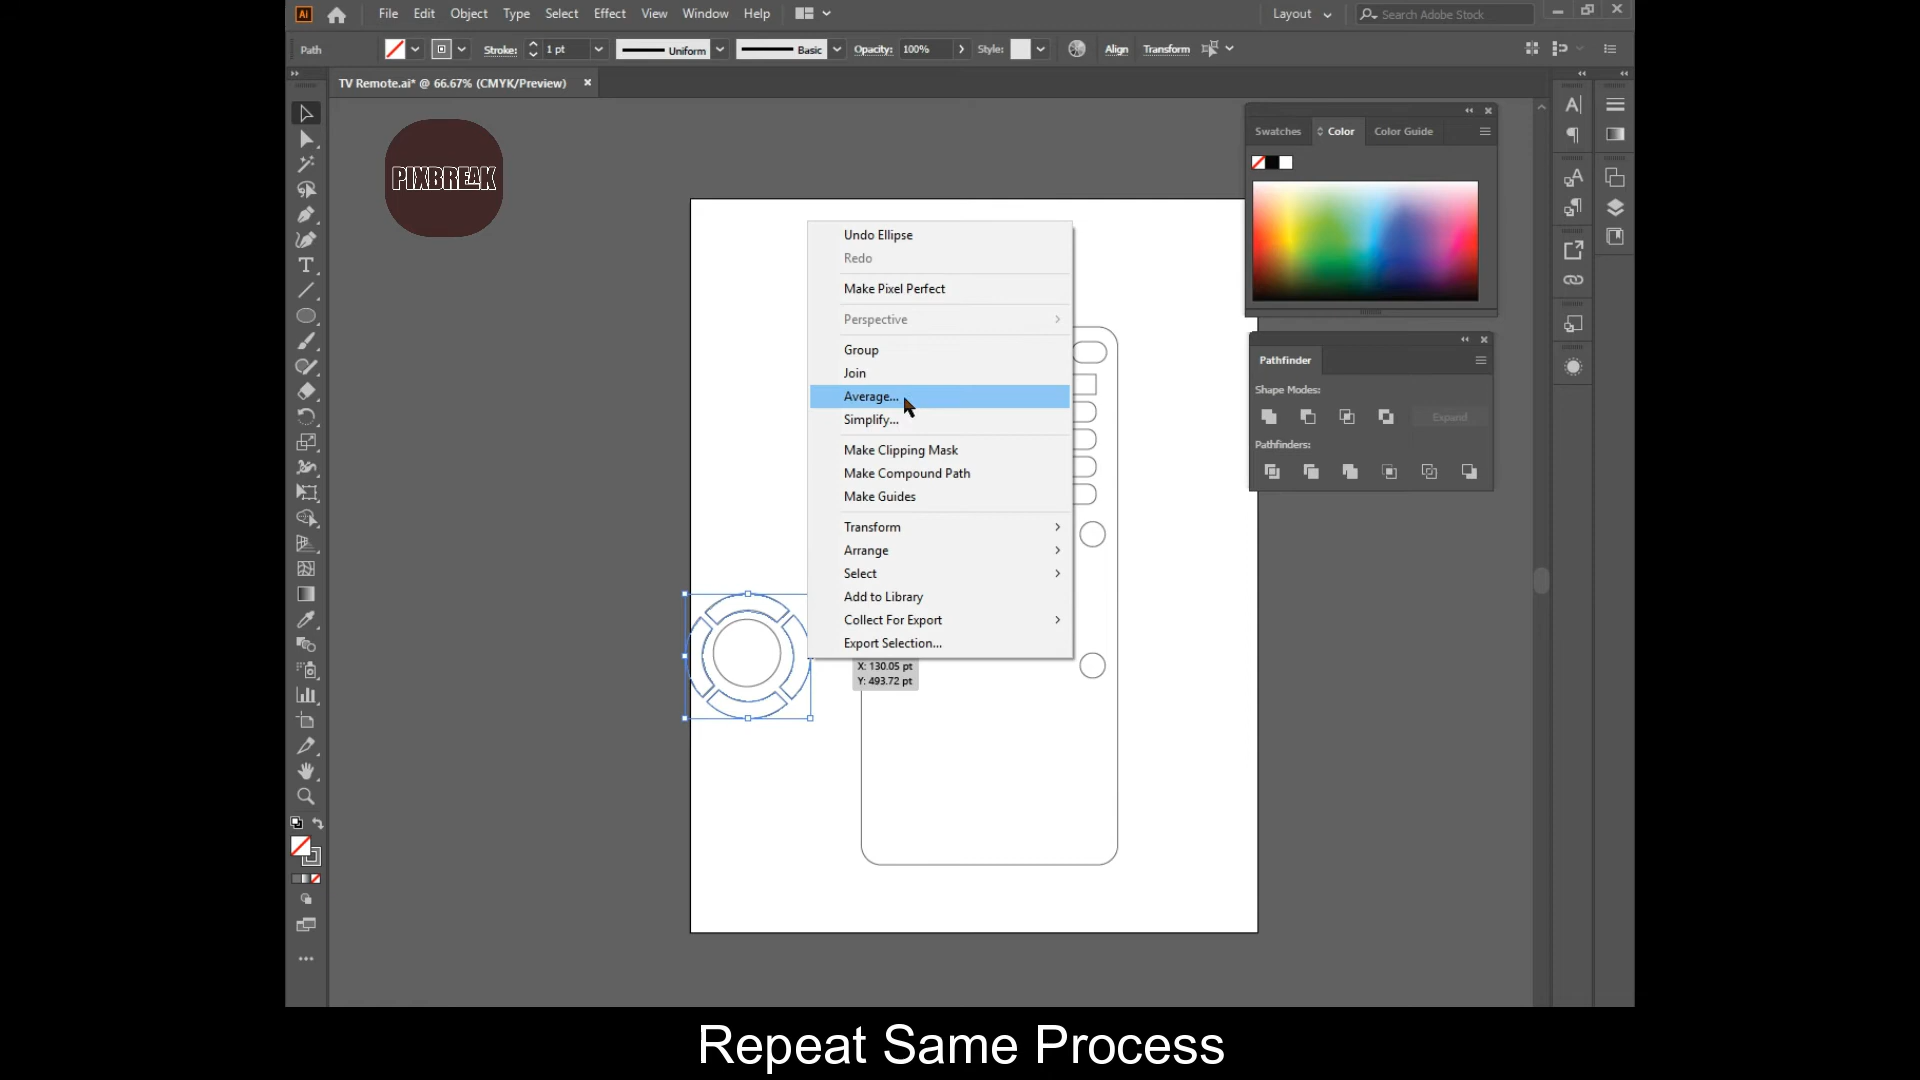 Ai
File Edit Object Type Select Effect View Window Help
Layout
Search Adobe Stock
Path
Stroke: 1 pt
Uniform
Basic
Opacity: 100%
Style:
Align
Transform
TV Remote.ai* @ 66.67% (CMYK/Preview)
PIXBREAK
Swatches
Color
Color Guide
Undo Ellipse
Redo
Make Pixel Perfect
Perspective
Group
Join
Average...
Simplify...
Make Clipping Mask
Make Compound Path
Make Guides
Transform
Arrange
Select
Add to Library
Collect For Export
Export Selection...
Pathfinder
Shape Modes:
Expand
Pathfinders:
X: 130.05 pt
Y: 493.72 pt
Repeat Same Process